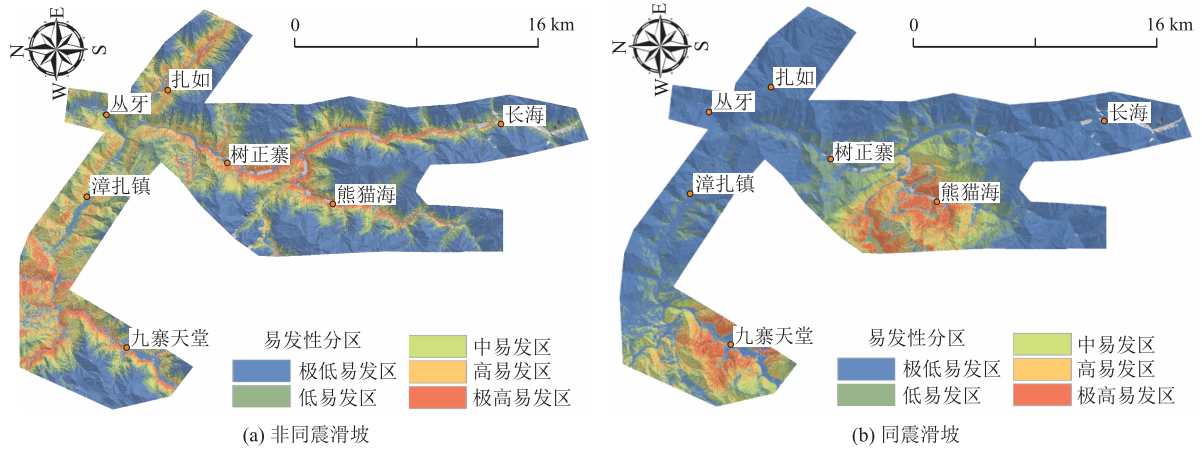 E
N
S
W
0
16 km
扎如
丛牙
长海
树正寨
漳扎镇
熊猫海
九寨天堂
易发性分区
极低易发区
低易发区
中易发区
高易发区
极高易发区
(a) 非同震滑坡
E
N
S
W
0
16 km
扎如
丛牙
长海
树正寨
漳扎镇
熊猫海
九寨天堂
易发性分区
极低易发区
低易发区
中易发区
高易发区
极高易发区
(b) 同震滑坡